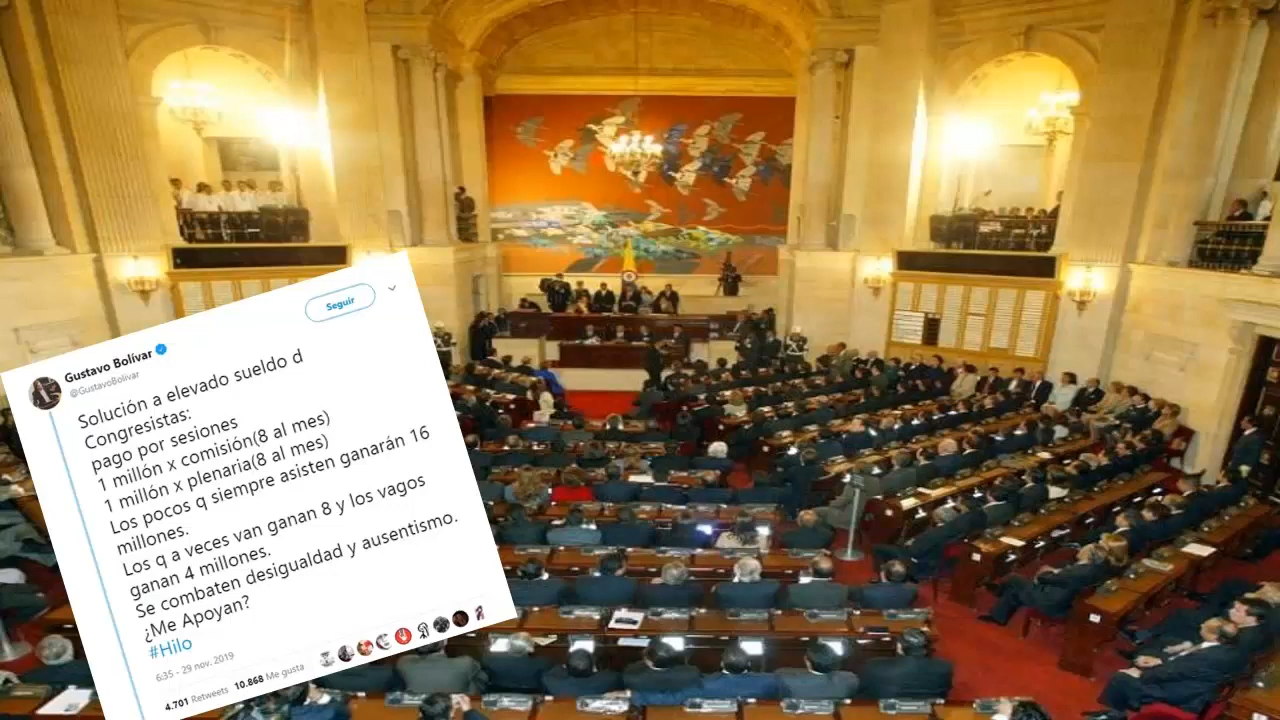 Seguir
Gustavo Bolívar
@GustavoBolivar
Solución a elevado sueldo d
Congresistas:
pago por sesiones
1 millón x comisión(8 al mes)
1 millón x plenaria(8 al mes)
Los pocos q siempre asisten ganarán 16
millones.
Los q a veces van ganan 8 y los vagos
ganan 4 millones.
Se combaten desigualdad y ausentismo.
¿Me Apoyan?
#Hilo
6:35 - 29 nov. 2019
4.701 Retweets 10.868 Me gusta